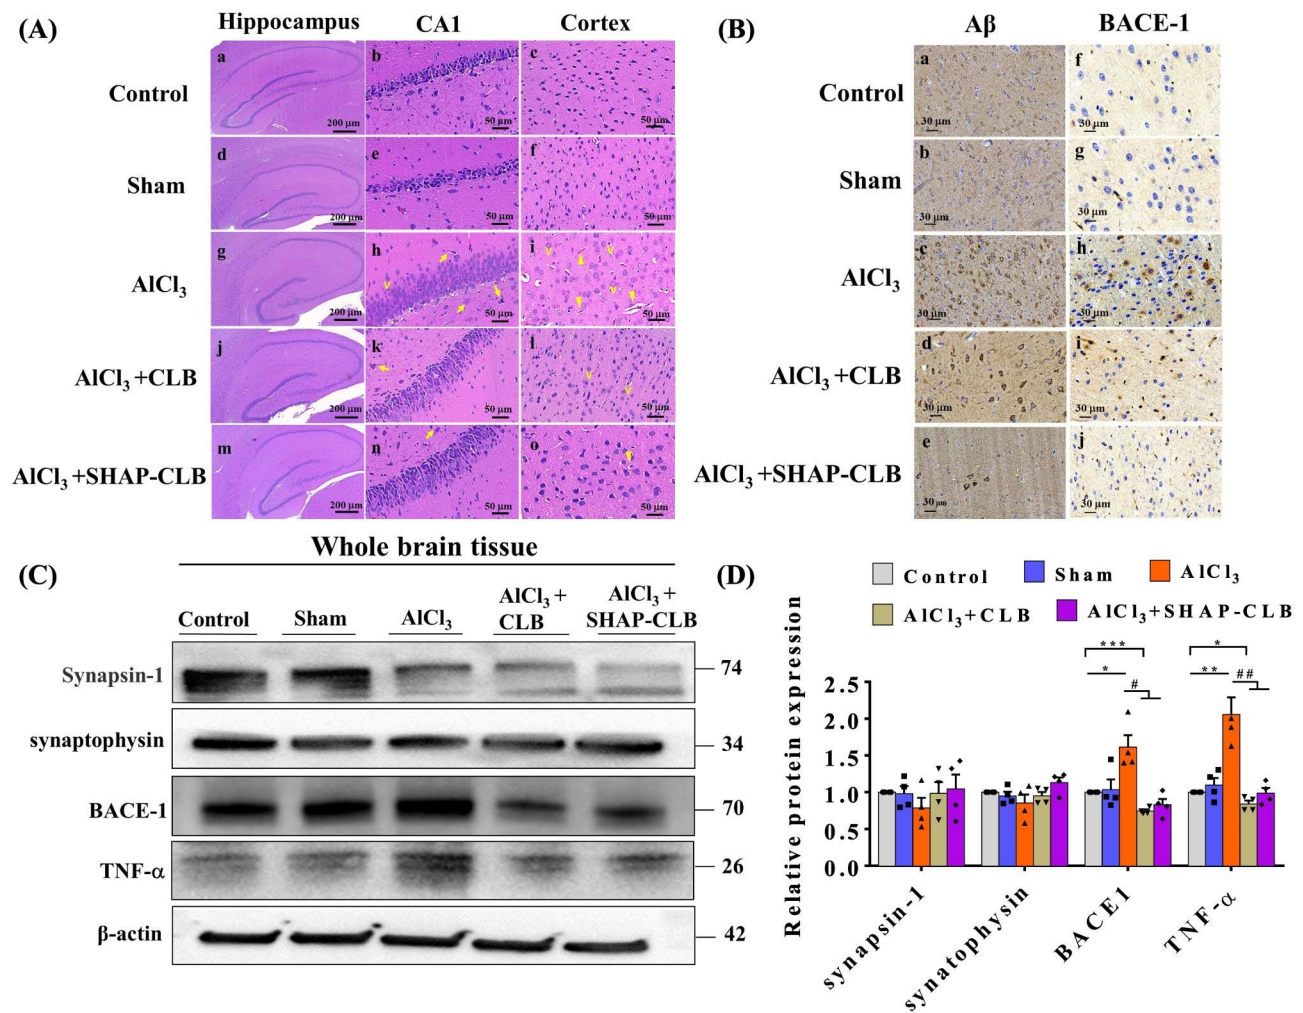 (A)
Hippocampus CA1 Cortex
Control
a b c
200 µm 50 µm 50 µm
Sham
d e f
200 µm 50 µm 50 µm
AlCl3
g h i
V V V V
200 µm 50 µm 50 µm
AlCl3 +CLB
j k l
V V
200 µm 50 µm 50 µm
AlCl3 +SHAP-CLB
m n o
200 µm 50 µm 50 µm
(B)
Aβ BACE-1
Control
a f
30 µm 30 µm
Sham
b g
30 µm 30 µm
AlCl3
c h
30 µm 30 µm
AlCl3 +CLB
d i
30 µm 30 µm
AlCl3 +SHAP-CLB
e j
30 µm 30 µm
(C)
Whole brain tissue
Control Sham AlCl3 AlCl3 + CLB AlCl3 + SHAP-CLB
Synapsin-1 74
synaptophysin 34
BACE-1 70
TNF-α 26
β-actin 42
(D)
Control Sham AlCl3
AlCl3+CLB AlCl3+SHAP-CLB
Relative protein expression
2.5
2.0
1.5
1.0
0.5
0.0
*** * #
* ** ##
synapsin-1 synatophysin BACE1 TNF-α